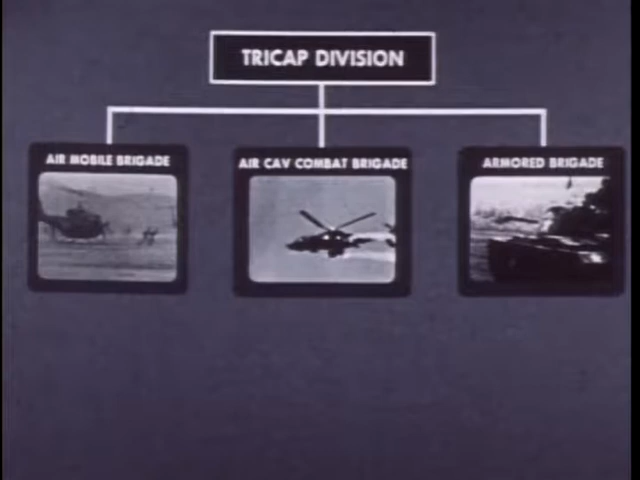 TRICAP DIVISION
AIR MOBILE BRIGADE
AIR CAV COMBAT BRIGADE
ARMORED BRIGADE